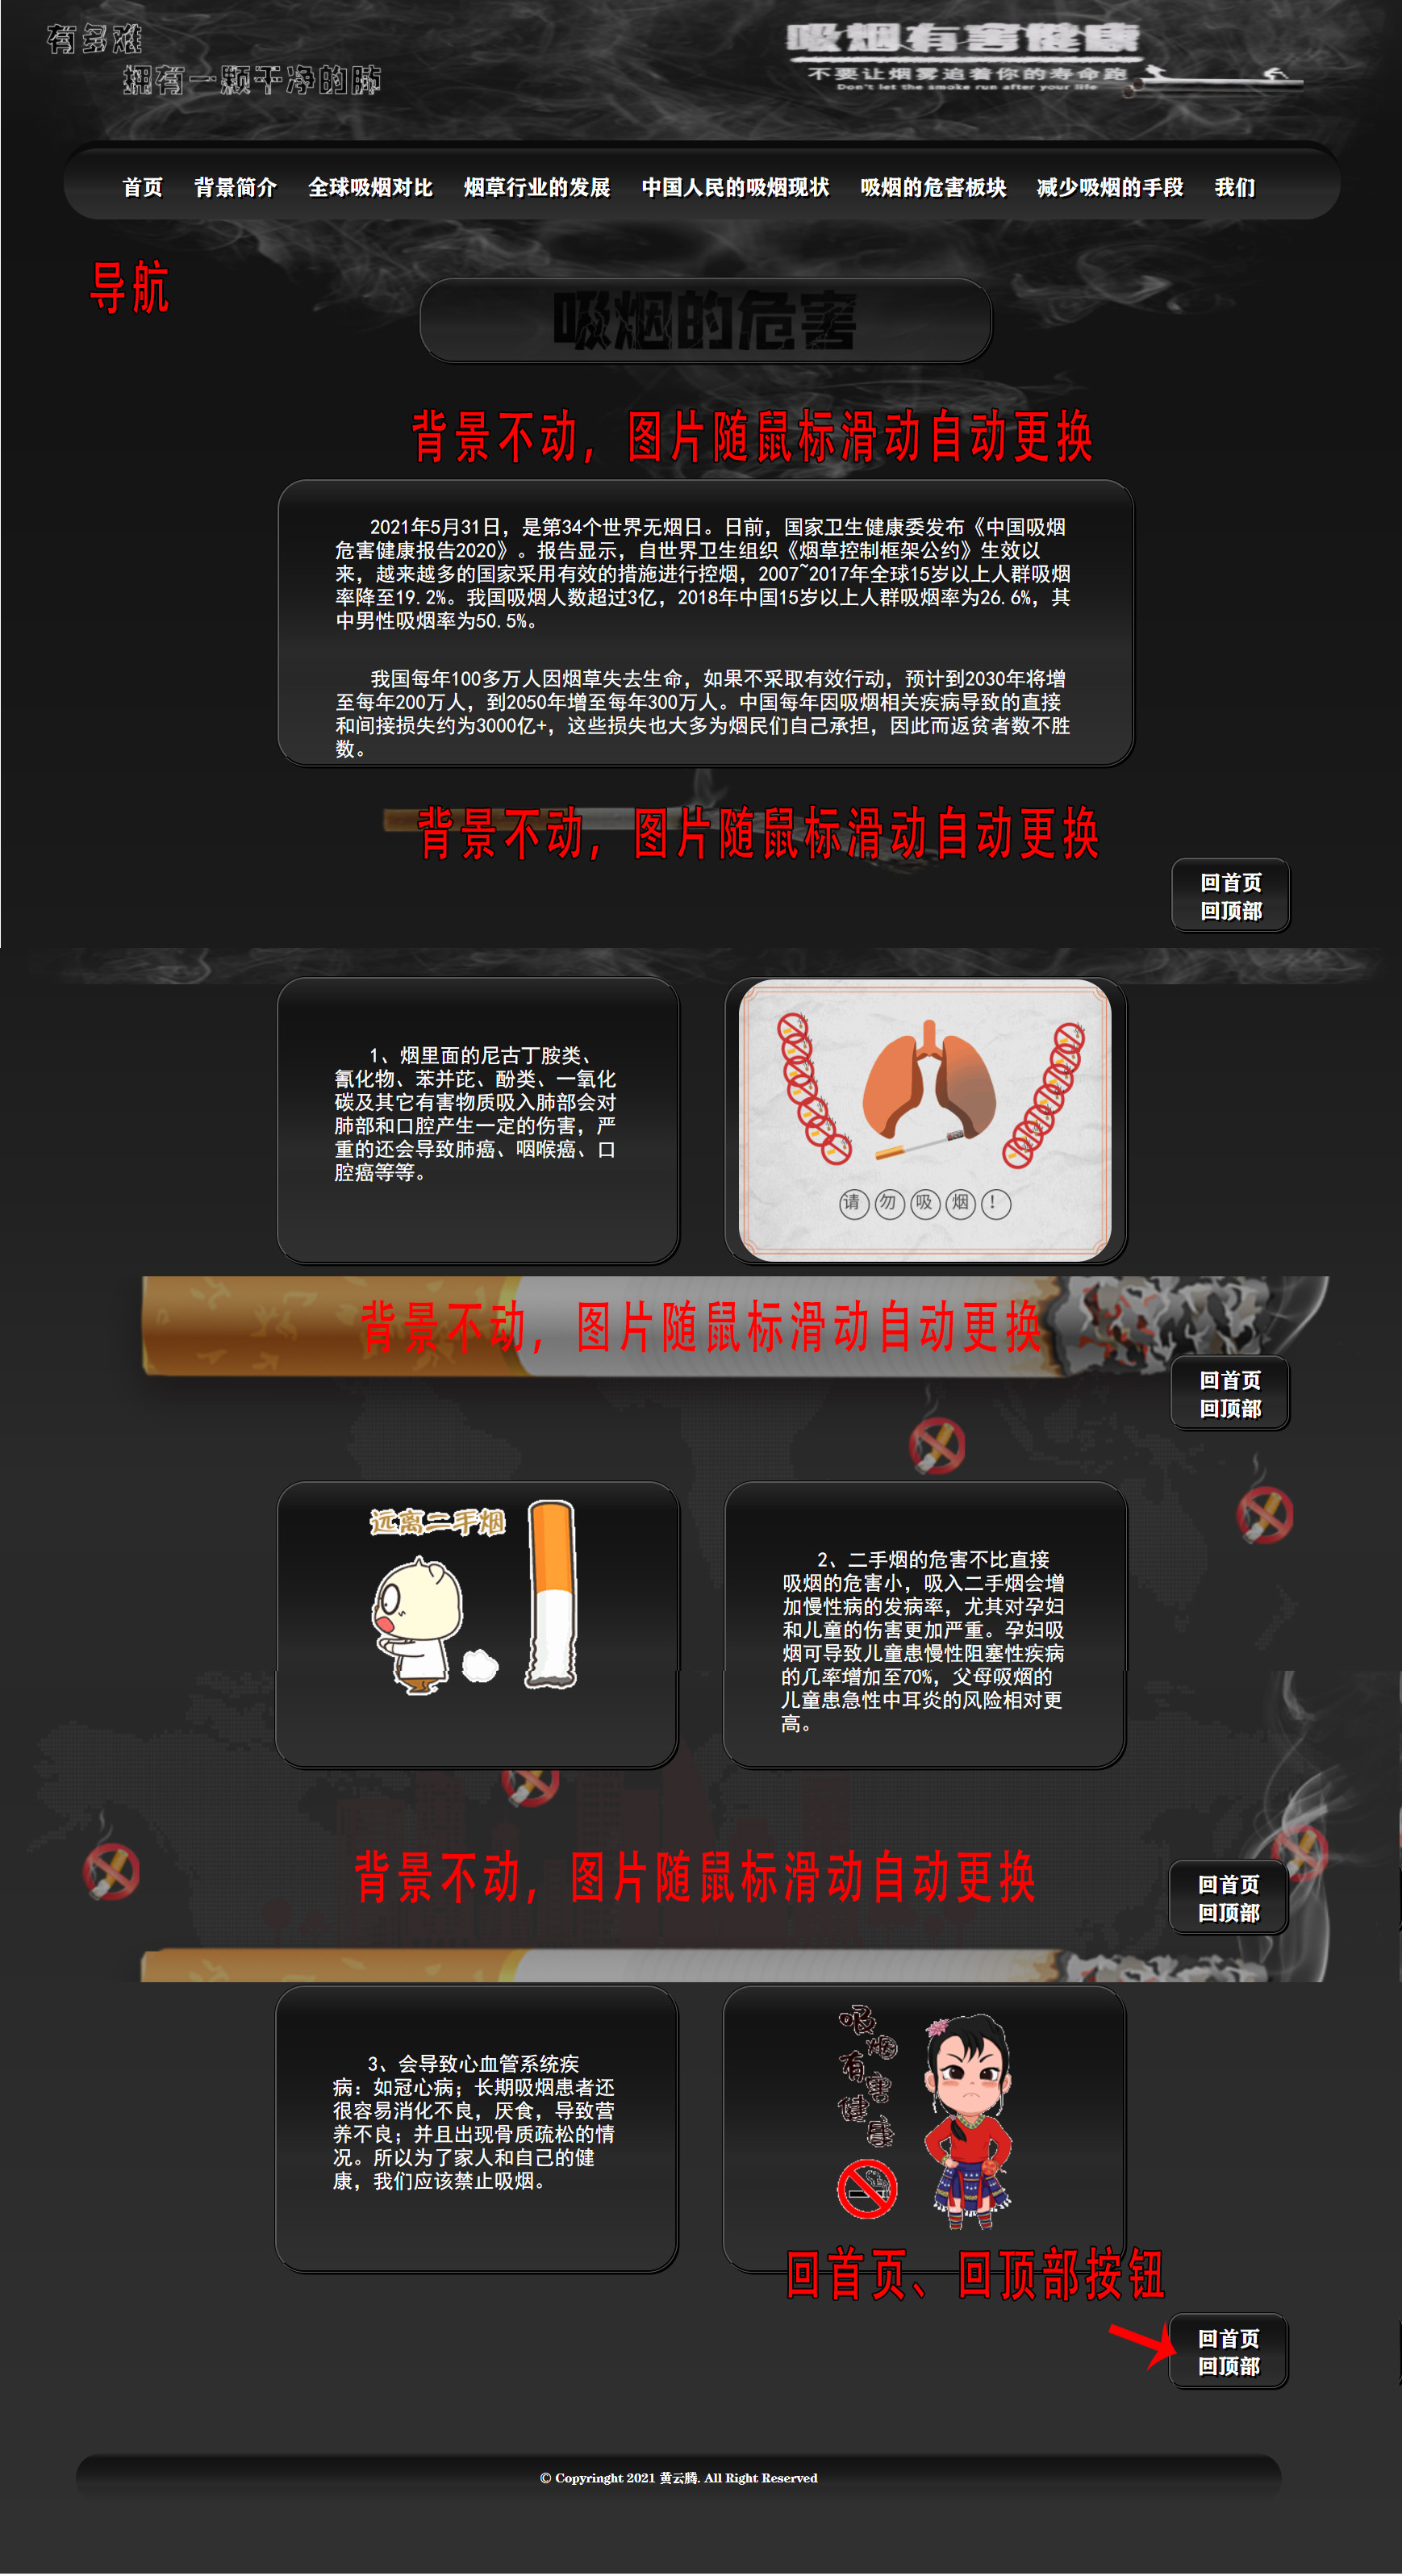 有多难
拥有一颗干净的肺
吸烟有害健康
不要让烟雾追着你的寿命跑
Don't let the smoke run after your life
首页 背景简介 全球吸烟对比 烟草行业的发展 中国人民的吸烟现状 吸烟的危害板块 减少吸烟的手段 我们
导航
吸烟的危害
背景不动，图片随鼠标滑动自动更换
2021年5月31日，是第34个世界无烟日。日前，国家卫生健康委发布《中国吸烟
危害健康报告2020》。报告显示，自世界卫生组织《烟草控制框架公约》生效以
来，越来越多的国家采用有效的措施进行控烟，2007~2017年全球15岁以上人群吸烟
率降至19.2%。我国吸烟人数超过3亿，2018年中国15岁以上人群吸烟率为26.6%，其
中男性吸烟率为50.5%。
我国每年100多万人因烟草失去生命，如果不采取有效行动，预计到2030年将增
至每年200万人，到2050年增至每年300万人。中国每年因吸烟相关疾病导致的直接
和间接损失约为3000亿+，这些损失也大多为烟民们自己承担，因此而返贫者数不胜
数。
背景不动，图片随鼠标滑动自动更换
回首页
回顶部
1、烟里面的尼古丁胺类、
氰化物、苯并芘、酚类、一氧化
碳及其它有害物质吸入肺部会对
肺部和口腔产生一定的伤害，严
重的还会导致肺癌、咽喉癌、口
腔癌等等。
请勿吸烟！
背景不动，图片随鼠标滑动自动更换
回首页
回顶部
远离二手烟
2、二手烟的危害不比直接
吸烟的危害小，吸入二手烟会增
加慢性病的发病率，尤其对孕妇
和儿童的伤害更加严重。孕妇吸
烟可导致儿童患慢性阻塞性疾病
的几率增加至70%，父母吸烟的
儿童患急性中耳炎的风险相对更
高。
背景不动，图片随鼠标滑动自动更换
回首页
回顶部
3、会导致心血管系统疾
病：如冠心病；长期吸烟患者还
很容易消化不良，厌食，导致营
养不良；并且出现骨质疏松的情
况。所以为了家人和自己的健
康，我们应该禁止吸烟。
吸烟有害健康
回首页、回顶部按钮
回首页
回顶部
© Copyringht 2021 黄云腾. All Right Reserved